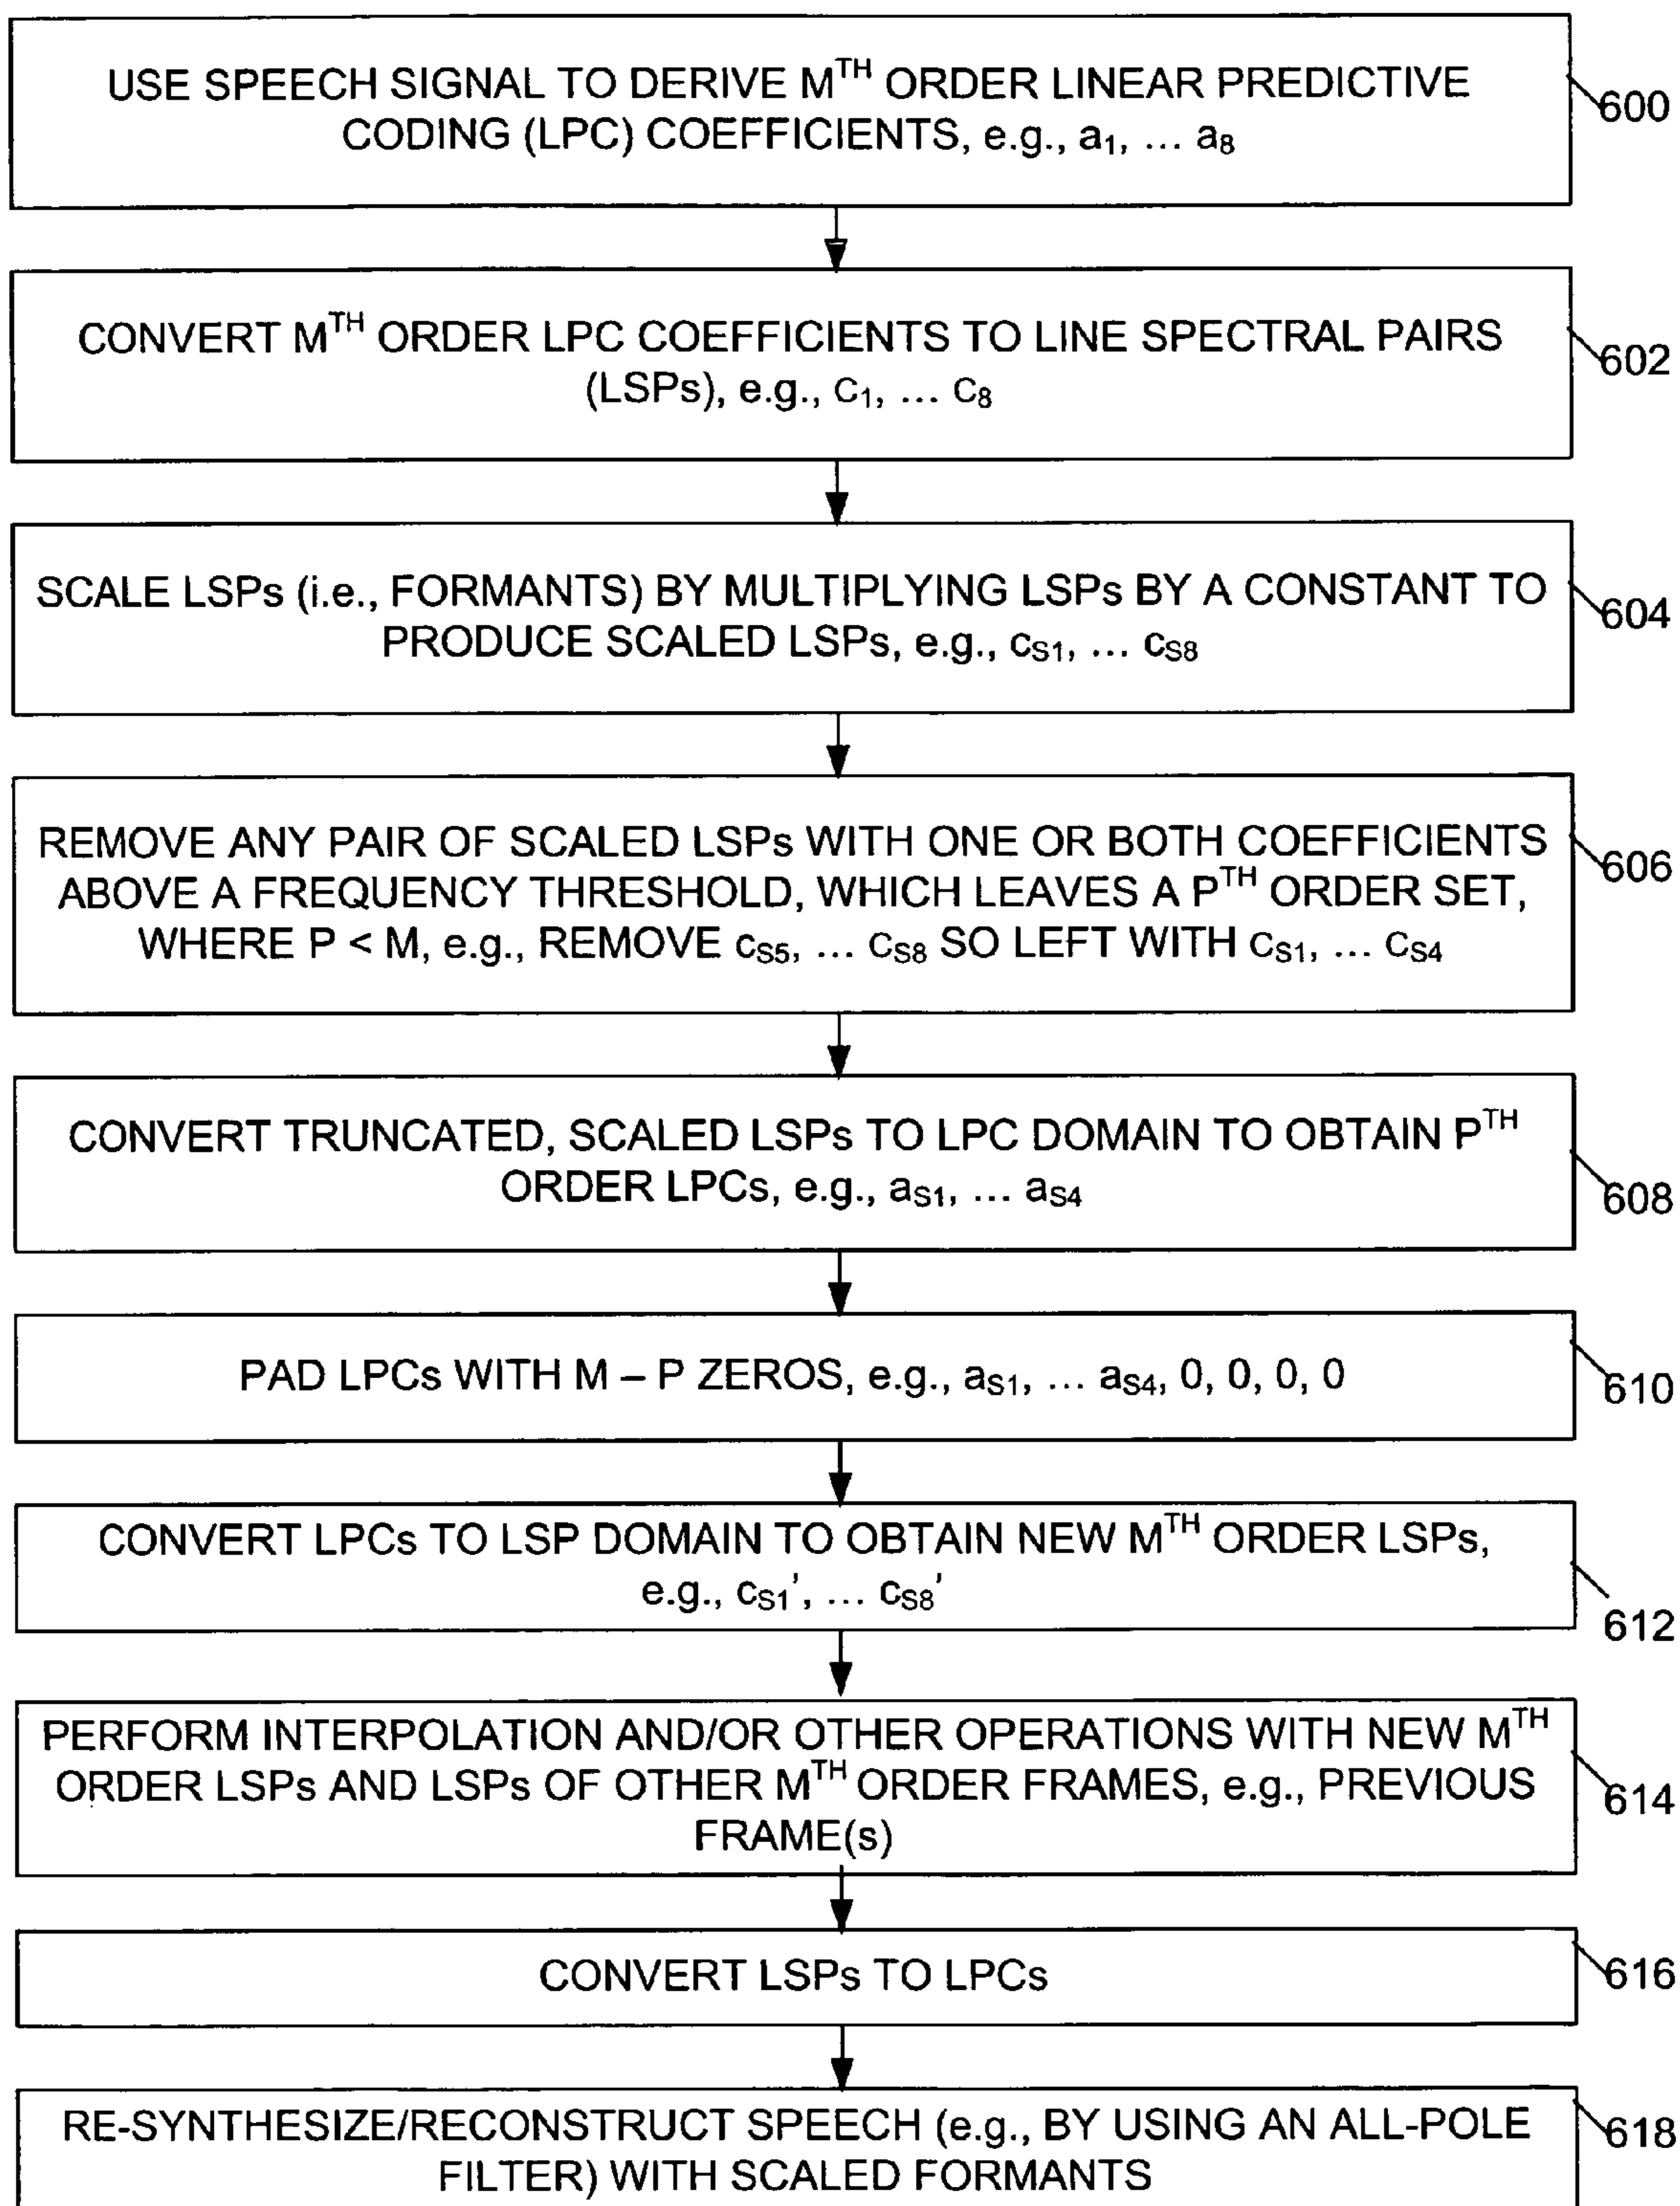 USE SPEECH SIGNAL TO DERIVE Mᵀᴴ ORDER LINEAR PREDICTIVE
CODING (LPC) COEFFICIENTS, e.g., a₁, ... a₈
600
CONVERT Mᵀᴴ ORDER LPC COEFFICIENTS TO LINE SPECTRAL PAIRS
(LSPs), e.g., c₁, ... c₈
602
SCALE LSPs (i.e., FORMANTS) BY MULTIPLYING LSPs BY A CONSTANT TO
PRODUCE SCALED LSPs, e.g., cS1, ... cS8
604
REMOVE ANY PAIR OF SCALED LSPs WITH ONE OR BOTH COEFFICIENTS
ABOVE A FREQUENCY THRESHOLD, WHICH LEAVES A Pᵀᴴ ORDER SET,
WHERE P < M, e.g., REMOVE cS5, ... cS8 SO LEFT WITH cS1, ... cS4
606
CONVERT TRUNCATED, SCALED LSPs TO LPC DOMAIN TO OBTAIN Pᵀᴴ
ORDER LPCs, e.g., aS1, ... aS4
608
PAD LPCs WITH M – P ZEROS, e.g., aS1, ... aS4, 0, 0, 0, 0
610
CONVERT LPCs TO LSP DOMAIN TO OBTAIN NEW Mᵀᴴ ORDER LSPs,
e.g., cS1', ... cS8'
612
PERFORM INTERPOLATION AND/OR OTHER OPERATIONS WITH NEW Mᵀᴴ
ORDER LSPs AND LSPs OF OTHER Mᵀᴴ ORDER FRAMES, e.g., PREVIOUS
FRAME(s)
614
CONVERT LSPs TO LPCs
616
RE-SYNTHESIZE/RECONSTRUCT SPEECH (e.g., BY USING AN ALL-POLE
FILTER) WITH SCALED FORMANTS
618